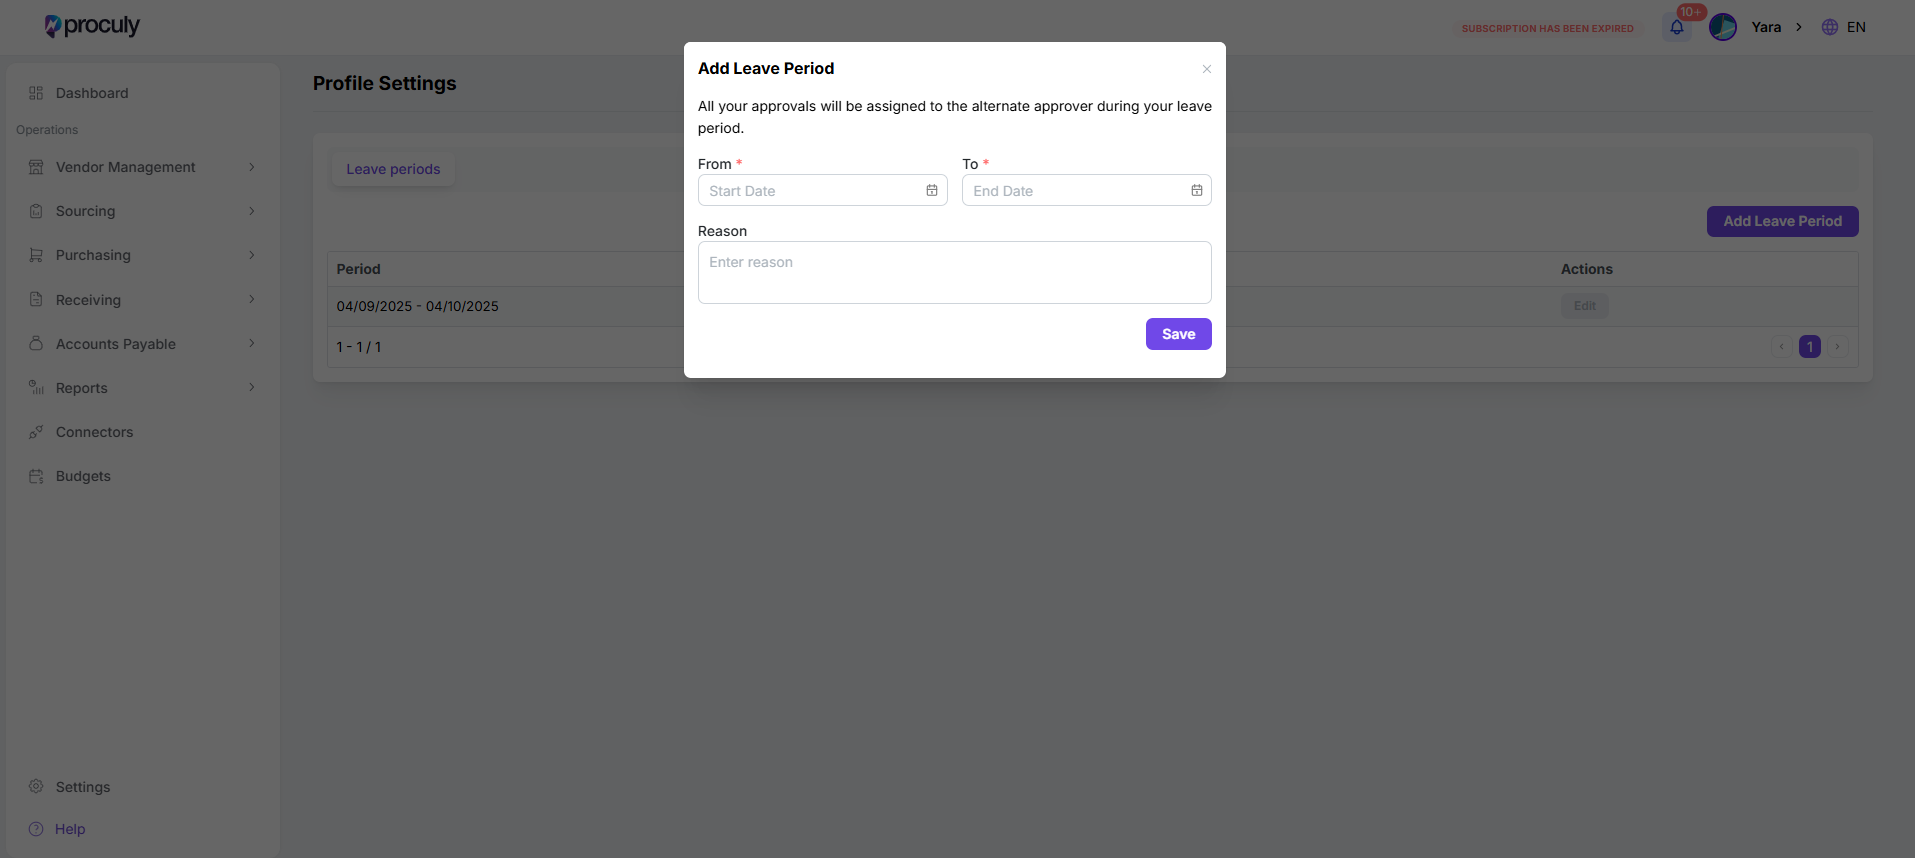 proculy
SUBSCRIPTION HAS BEEN EXPIRED
10+
Yara
EN
Dashboard
Operations
Vendor Management
Sourcing
Purchasing
Receiving
Accounts Payable
Reports
Connectors
Budgets
Settings
Help
Profile Settings
Leave periods
Add Leave Period
Period
Actions
04/09/2025 - 04/10/2025
Edit
1 - 1 / 1
1
Add Leave Period
All your approvals will be assigned to the alternate approver during your leave
period.
From *
To *
Start Date
End Date
Reason
Enter reason
Save